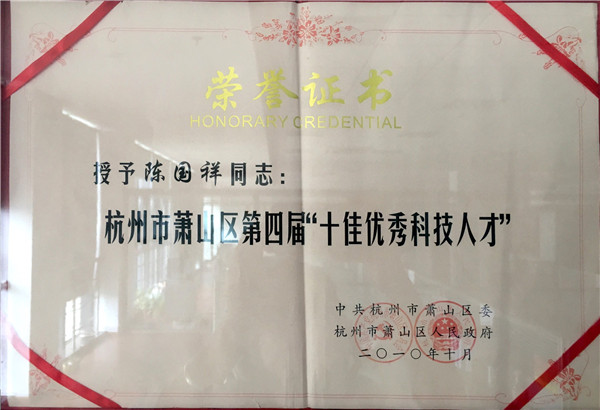 荣誉证书
HONORARY CREDENTIAL
授予陈国祥同志：
杭州市萧山区第四届“十佳优秀科技人才”
中共杭州市萧山区委
杭州市萧山区人民政府
二〇一〇年十月